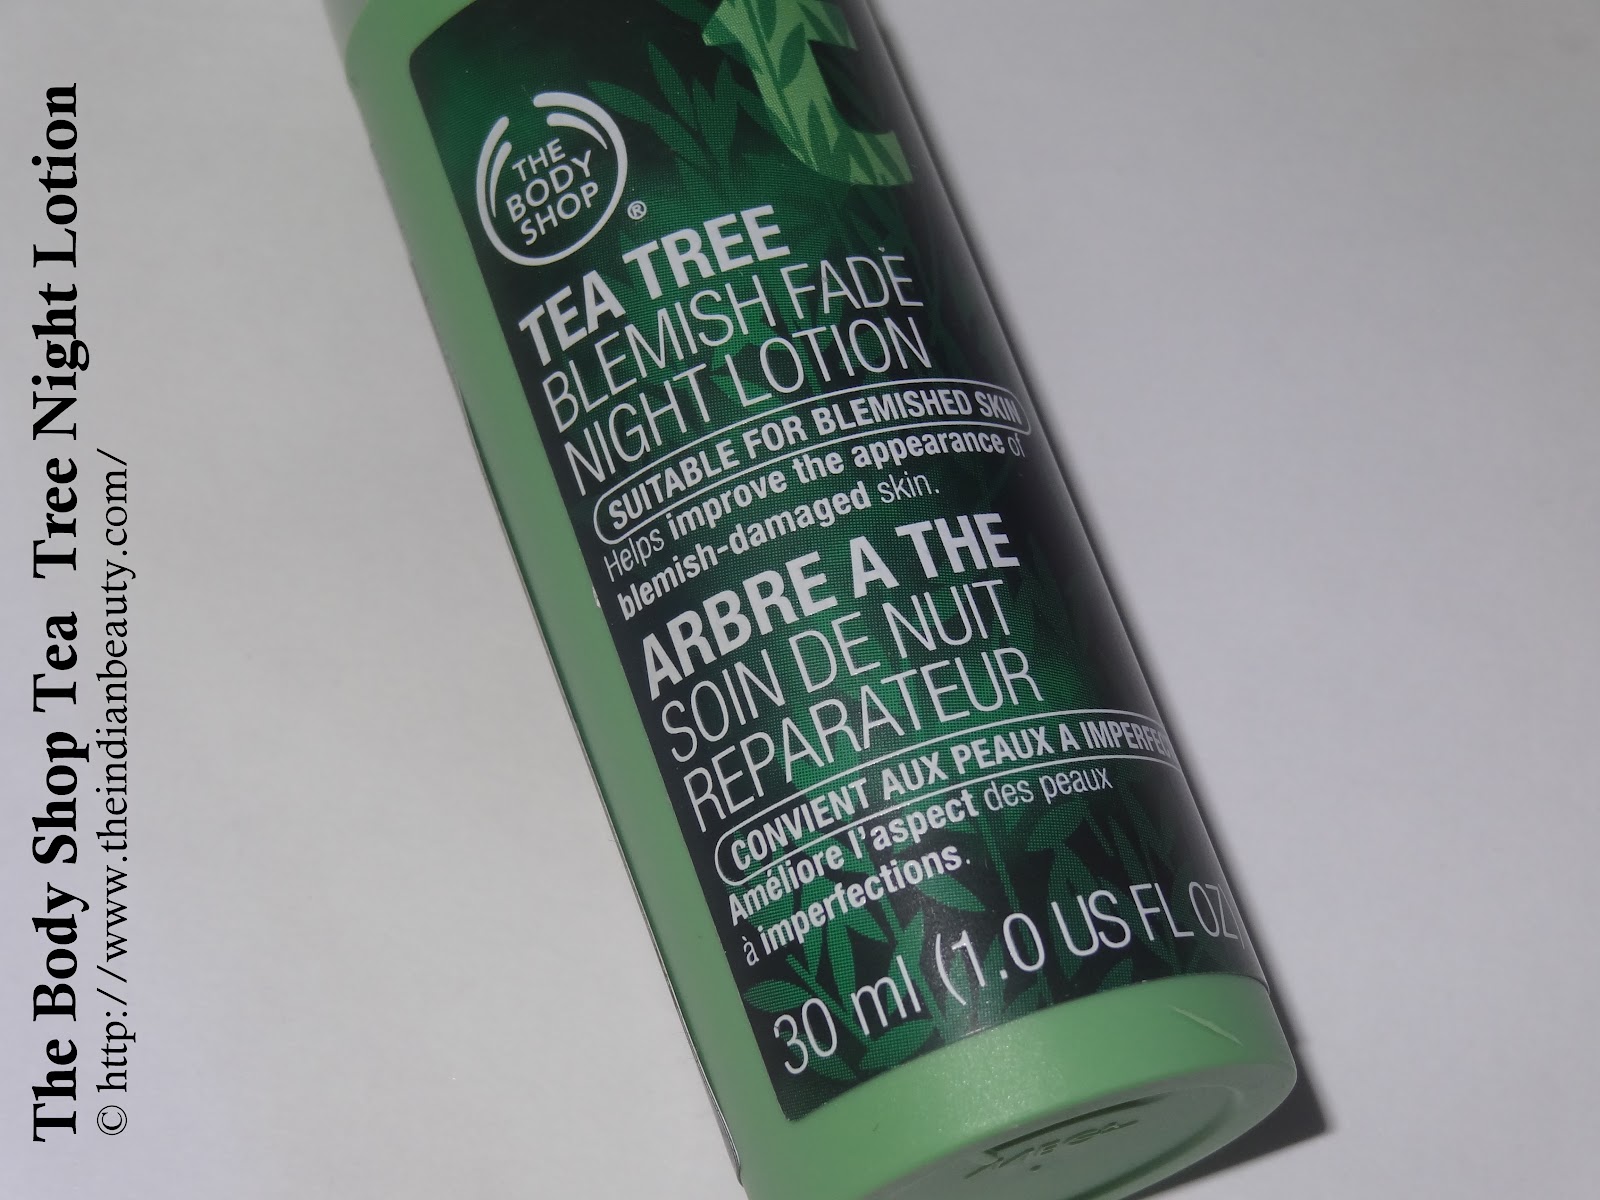 The Body Shop Tea Tree Night Lotion
© http://www.theindianbeauty.com/
THE
BODY
SHOP
®
TEA TREE
BLEMISH FADE
NIGHT LOTION
SUITABLE FOR BLEMISHED SKIN
Helps improve the appearance of
blemish-damaged skin.
ARBRE A THE
SOIN DE NUIT
REPARATEUR
CONVIENT AUX PEAUX A
Améliore l'aspect des peaux
à imperfections.
30 ml (1.0 US FL OZ)